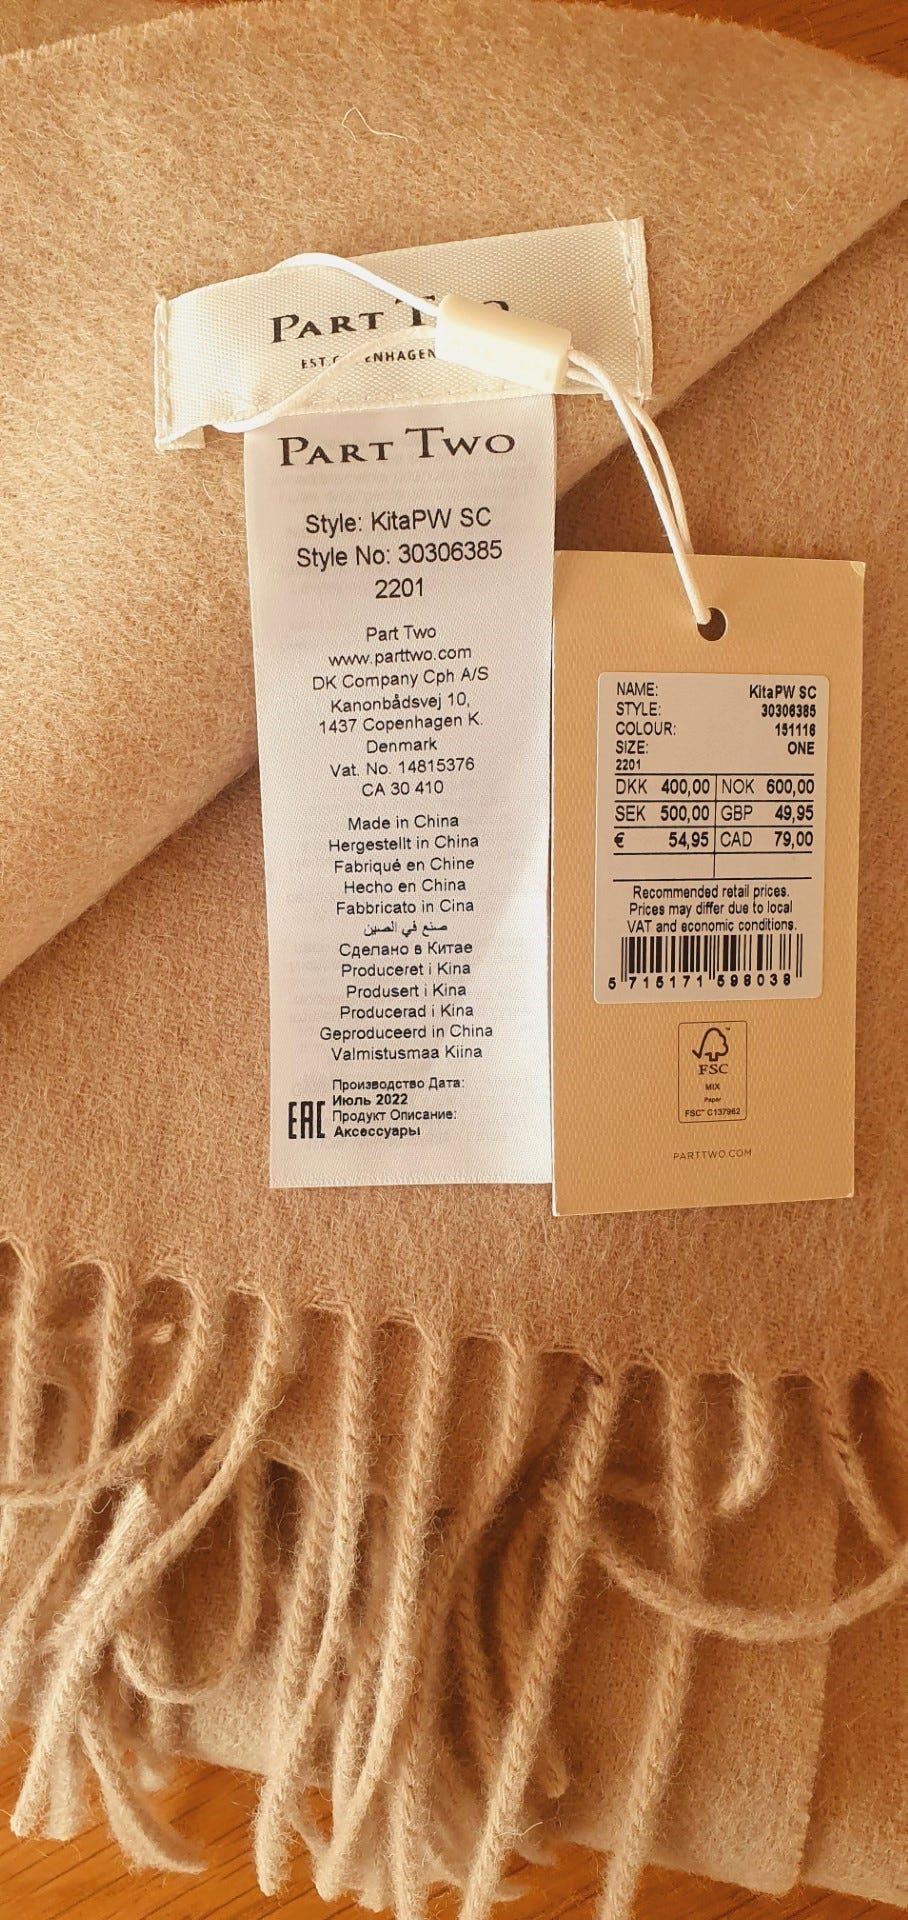 PART
EST.
PART TWO
Style: KitaPW SC
Style No: 30306385
2201
Part Two
www.parttwo.com
DK Company Cph A/S
Kanonbådsvej 10,
1437 Copenhagen K.
Denmark
Vat. No. 14815376
CA 30 410
Made in China
Hergestellt in China
Fabriqué en Chine
Hecho en China
Fabbricato in Cina
صنع في الصين
Сделано в Китае
Produceret i Kina
Produsert i Kina
Producerad i Kina
Geproduceerd in China
Valmistusmaa Kiina
Производство Дата:
Июль 2022
EAC Продукт Описание:
Аксессуары
NAME: KitaPW SC
STYLE: 30306385
COLOUR: 151118
SIZE: ONE
2201
DKK 400,00 NOK 600,00
SEK 500,00 GBP 49,95
€ 54,95 CAD 79,00
Recommended retail prices.
Prices may differ due to local
VAT and economic conditions.
5 715171 598038
FSC
MIX
Paper
FSC™ C137962
PARTTWO.COM